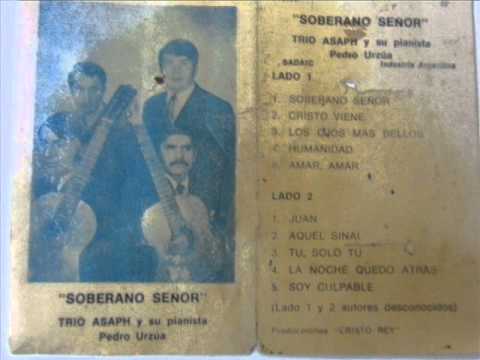 "SOBERANO SEÑOR"
TRIO ASAPH y su pianista
Pedro Urzúa
"SOBERANO SEÑOR"
TRIO ASAPH y su pianista
Pedro Urzúa
SADAIC Industria Argentina
LADO 1
1. SOBERANO SEÑOR
2. CRISTO VIENE
3. LOS OJOS MAS BELLOS
4. HUMANIDAD
5. AMAR, AMAR
LADO 2
1. JUAN
2. AQUEL SINAI
3. TU, SOLO TU
4. LA NOCHE QUEDO ATRAS
5. SOY CULPABLE
(Lado 1 y 2 autores desconocidos)
Producciones "CRISTO REY"